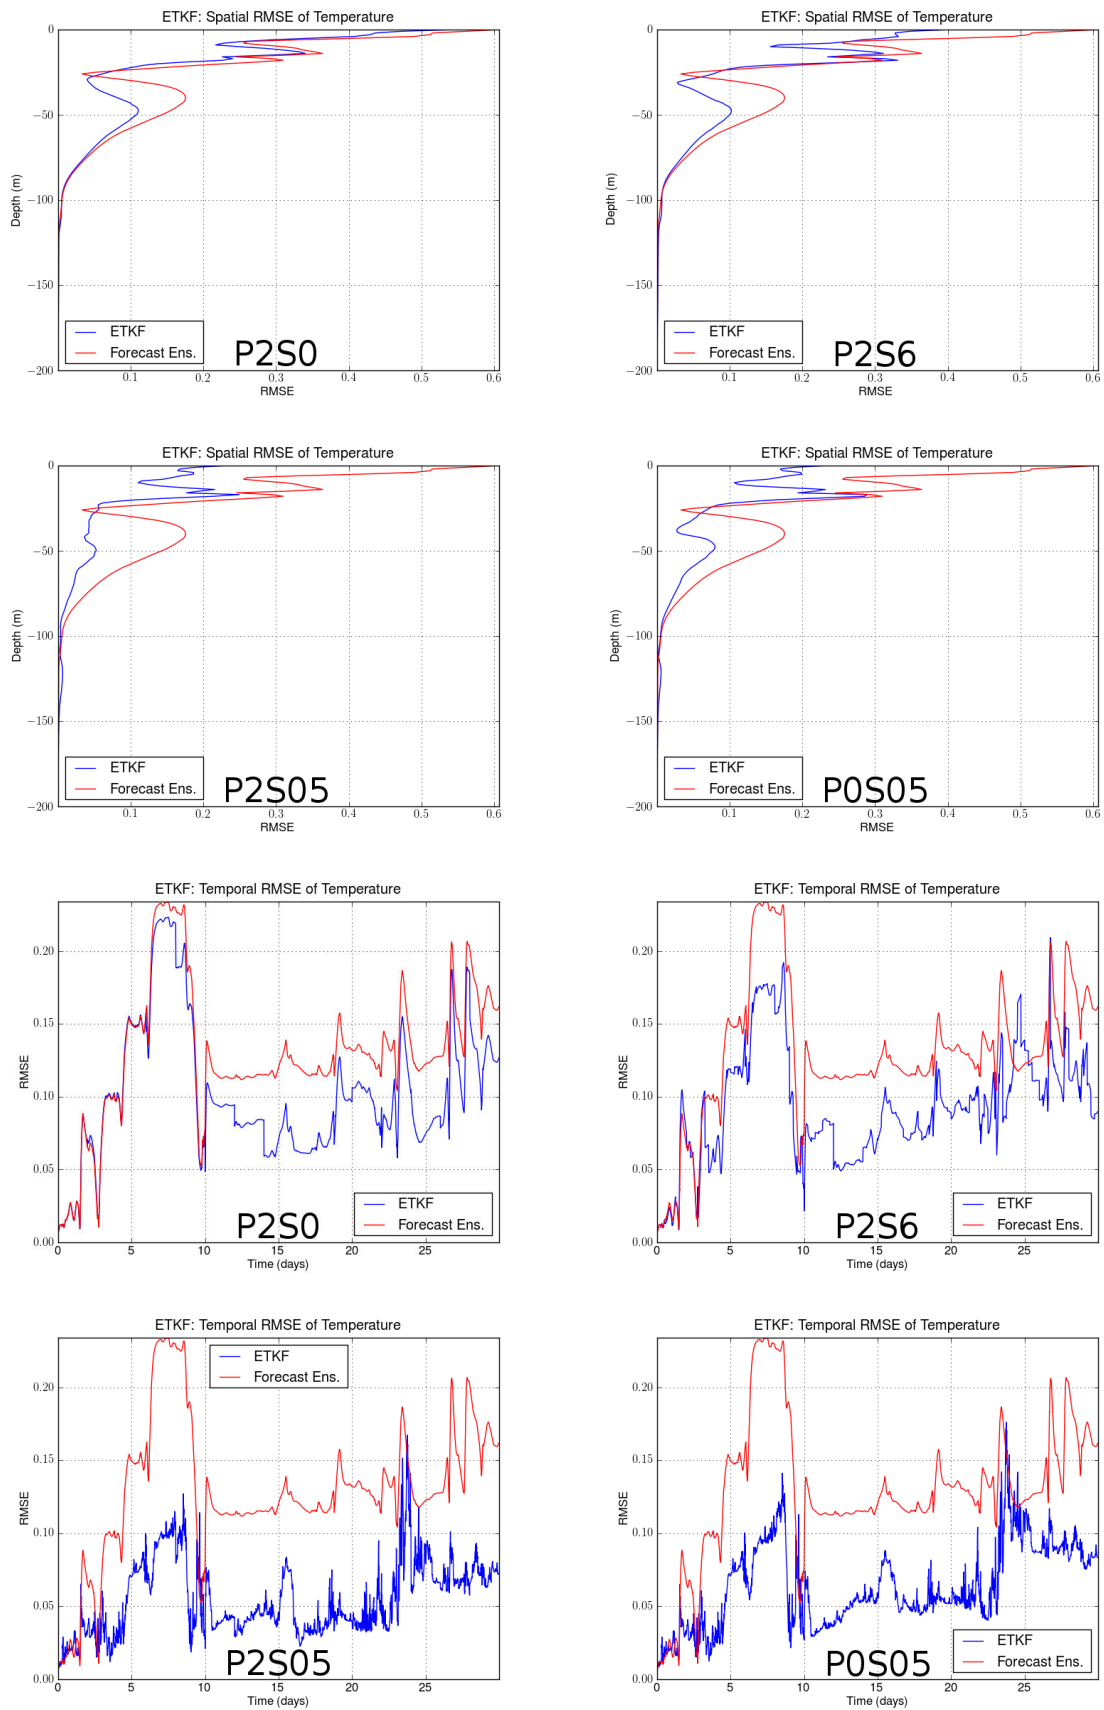 ETKF: Spatial RMSE of Temperature
0
−50
−100
−150
−200
Depth (m)
ETKF
Forecast Ens.
P2S0
0.1 0.2 0.3 0.4 0.5 0.6
RMSE
ETKF: Spatial RMSE of Temperature
0
−50
−100
−150
−200
Depth (m)
ETKF
Forecast Ens.
P2S6
0.1 0.2 0.3 0.4 0.5 0.6
RMSE
ETKF: Spatial RMSE of Temperature
0
−50
−100
−150
−200
Depth (m)
ETKF
Forecast Ens.
P2S05
0.1 0.2 0.3 0.4 0.5 0.6
RMSE
ETKF: Spatial RMSE of Temperature
0
−50
−100
−150
−200
Depth (m)
ETKF
Forecast Ens.
P0S05
0.1 0.2 0.3 0.4 0.5 0.6
RMSE
ETKF: Temporal RMSE of Temperature
0.20
0.15
0.10
0.05
0.00
RMSE
ETKF
Forecast Ens.
P2S0
0 5 10 15 20 25
Time (days)
ETKF: Temporal RMSE of Temperature
0.20
0.15
0.10
0.05
0.00
RMSE
ETKF
Forecast Ens.
P2S6
0 5 10 15 20 25
Time (days)
ETKF: Temporal RMSE of Temperature
ETKF
Forecast Ens.
0.20
0.15
0.10
0.05
0.00
RMSE
P2S05
0 5 10 15 20 25
Time (days)
ETKF: Temporal RMSE of Temperature
0.20
0.15
0.10
0.05
0.00
RMSE
ETKF
Forecast Ens.
P0S05
0 5 10 15 20 25
Time (days)